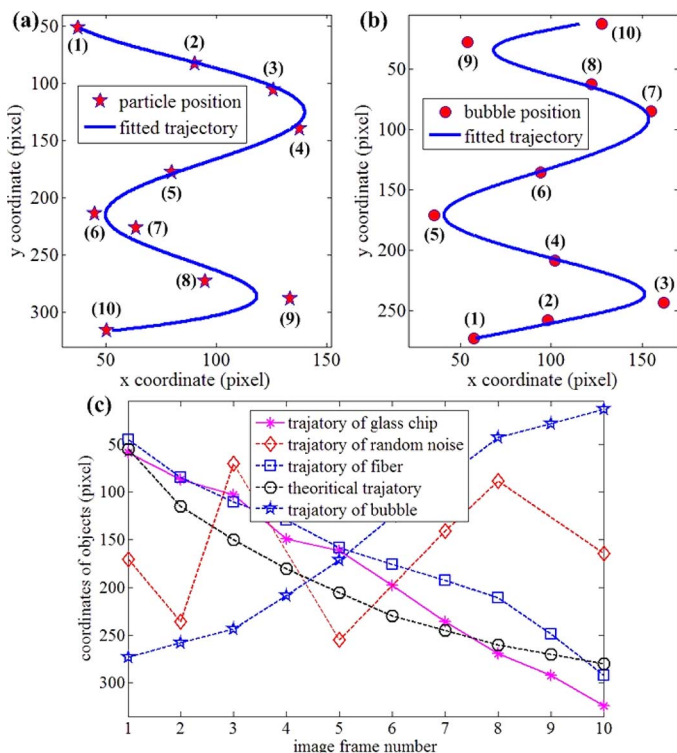 (a)
50
100
150
200
250
300
y coordinate (pixel)
(1)
(2)
(3)
(4)
(5)
(6)
(7)
(8)
(9)
(10)
particle position
fitted trajectory
50
100
150
x coordinate (pixel)
(b)
50
100
150
200
250
y coordinate (pixel)
(10)
(9)
(8)
(7)
(6)
(5)
(4)
(3)
(2)
(1)
bubble position
fitted trajectory
50
100
150
x coordinate (pixel)
(c)
50
100
150
200
250
300
coordinates of objects (pixel)
trajatory of glass chip
trajatory of random noise
trajatory of fiber
theoritical trajatory
trajatory of bubble
1 2 3 4 5 6 7 8 9 10
image frame number